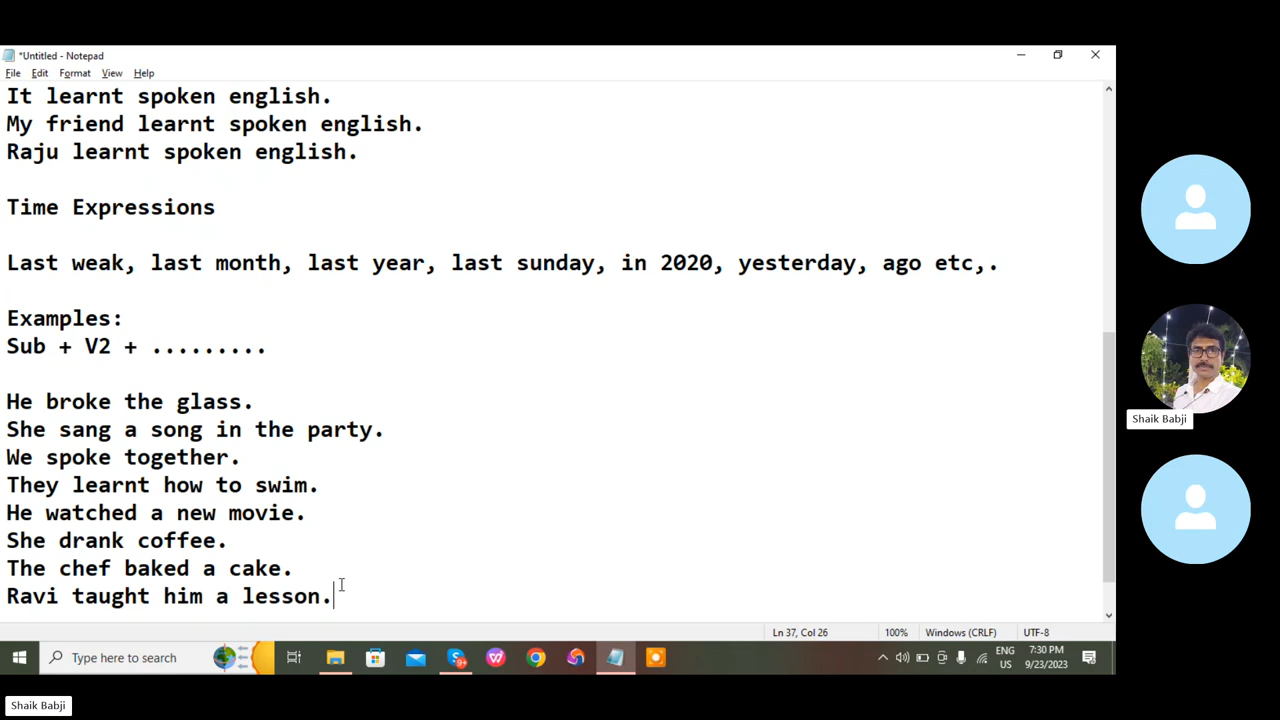 *Untitled - Notepad
File Edit Format View Help
It learnt spoken english.
My friend learnt spoken english.
Raju learnt spoken english.
Time Expressions
Last weak, last month, last year, last sunday, in 2020, yesterday, ago etc,.
Examples:
Sub + V2 + .........
He broke the glass.
She sang a song in the party.
We spoke together.
They learnt how to swim.
He watched a new movie.
She drank coffee.
The chef baked a cake.
Ravi taught him a lesson.
Shaik Babji
Ln 37, Col 26 100% Windows (CRLF) UTF-8
Type here to search
9+
ENG
US
7:30 PM
9/23/2023
Shaik Babji